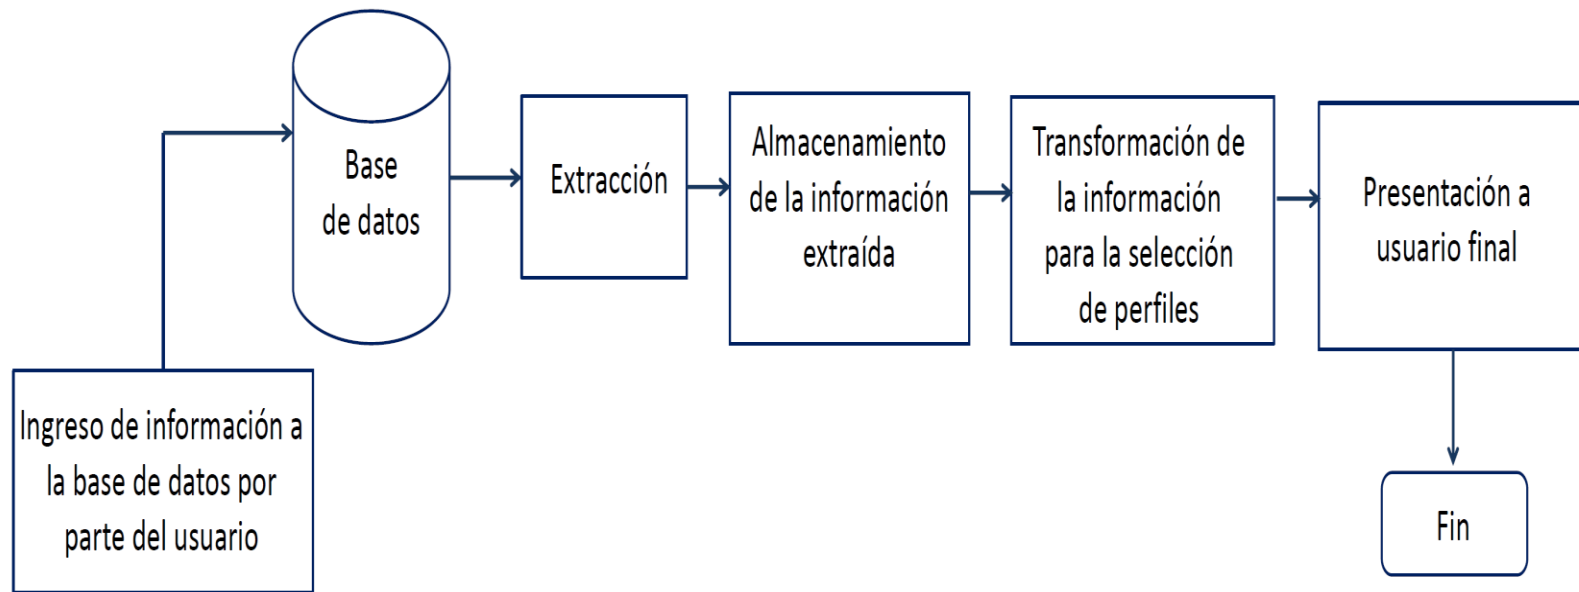 Base
de datos
Extracción
Almacenamiento
de la información
extraída
Transformación de
la información
para la selección
de perfiles
Presentación a
usuario final
Ingreso de información a
la base de datos por
parte del usuario
Fin